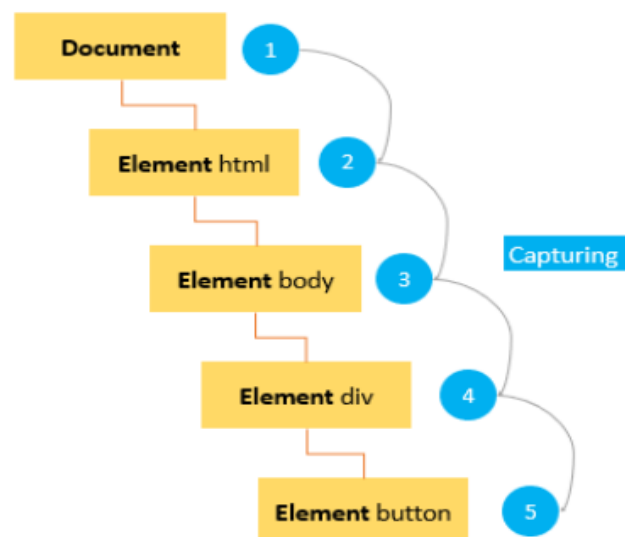 Document 1
Element html 2
Element body 3
Capturing
Element div 4
Element button 5